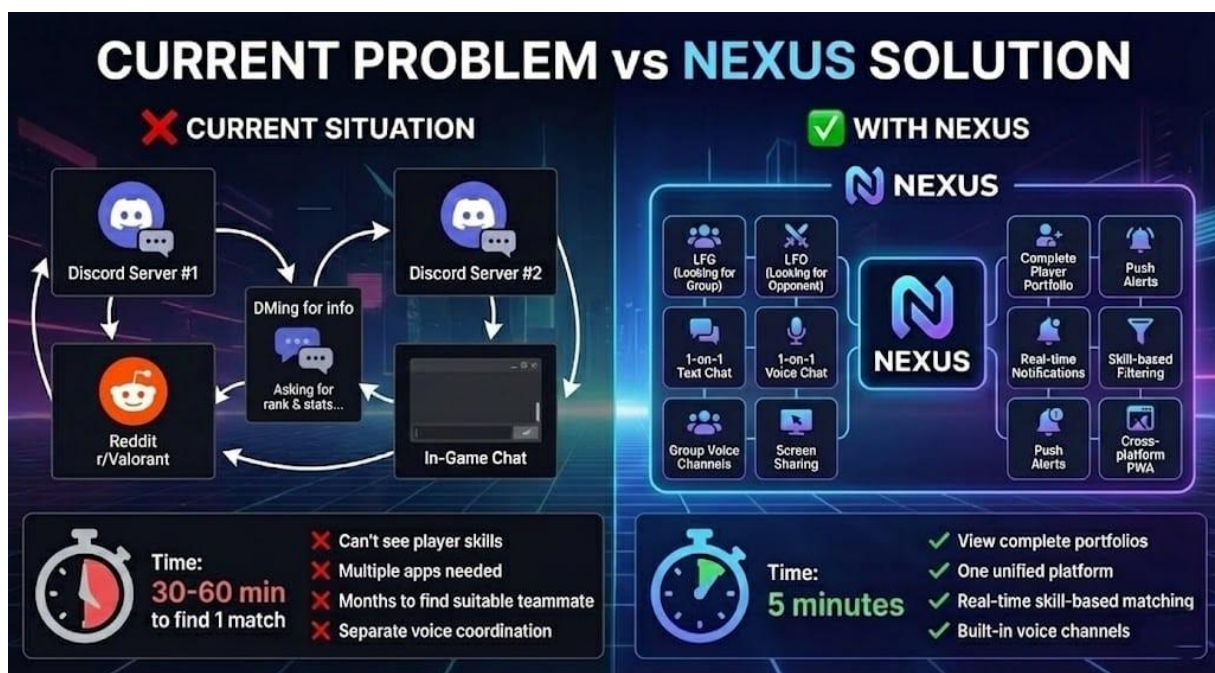 CURRENT PROBLEM vs NEXUS SOLUTION
CURRENT SITUATION
Discord Server #1
Discord Server #2
DMing for info
Asking for
rank & stats...
Reddit
r/Valorant
In-Game Chat
Time:
30-60 min
to find 1 match
Can't see player skills
Multiple apps needed
Months to find suitable teammate
Separate voice coordination
WITH NEXUS
NEXUS
LFG
(Looking for
Group)
LFO
(Looking for
Opponent)
1-on-1
Text Chat
1-on-1
Voice Chat
Group Voice
Channels
Screen
Sharing
NEXUS
Complete
Player
Portfolio
Push
Alerts
Real-time
Notifications
Skill-based
Filtering
Push
Alerts
Cross-
platform
PWA
Time:
5 minutes
View complete portfolios
One unified platform
Real-time skill-based matching
Built-in voice channels